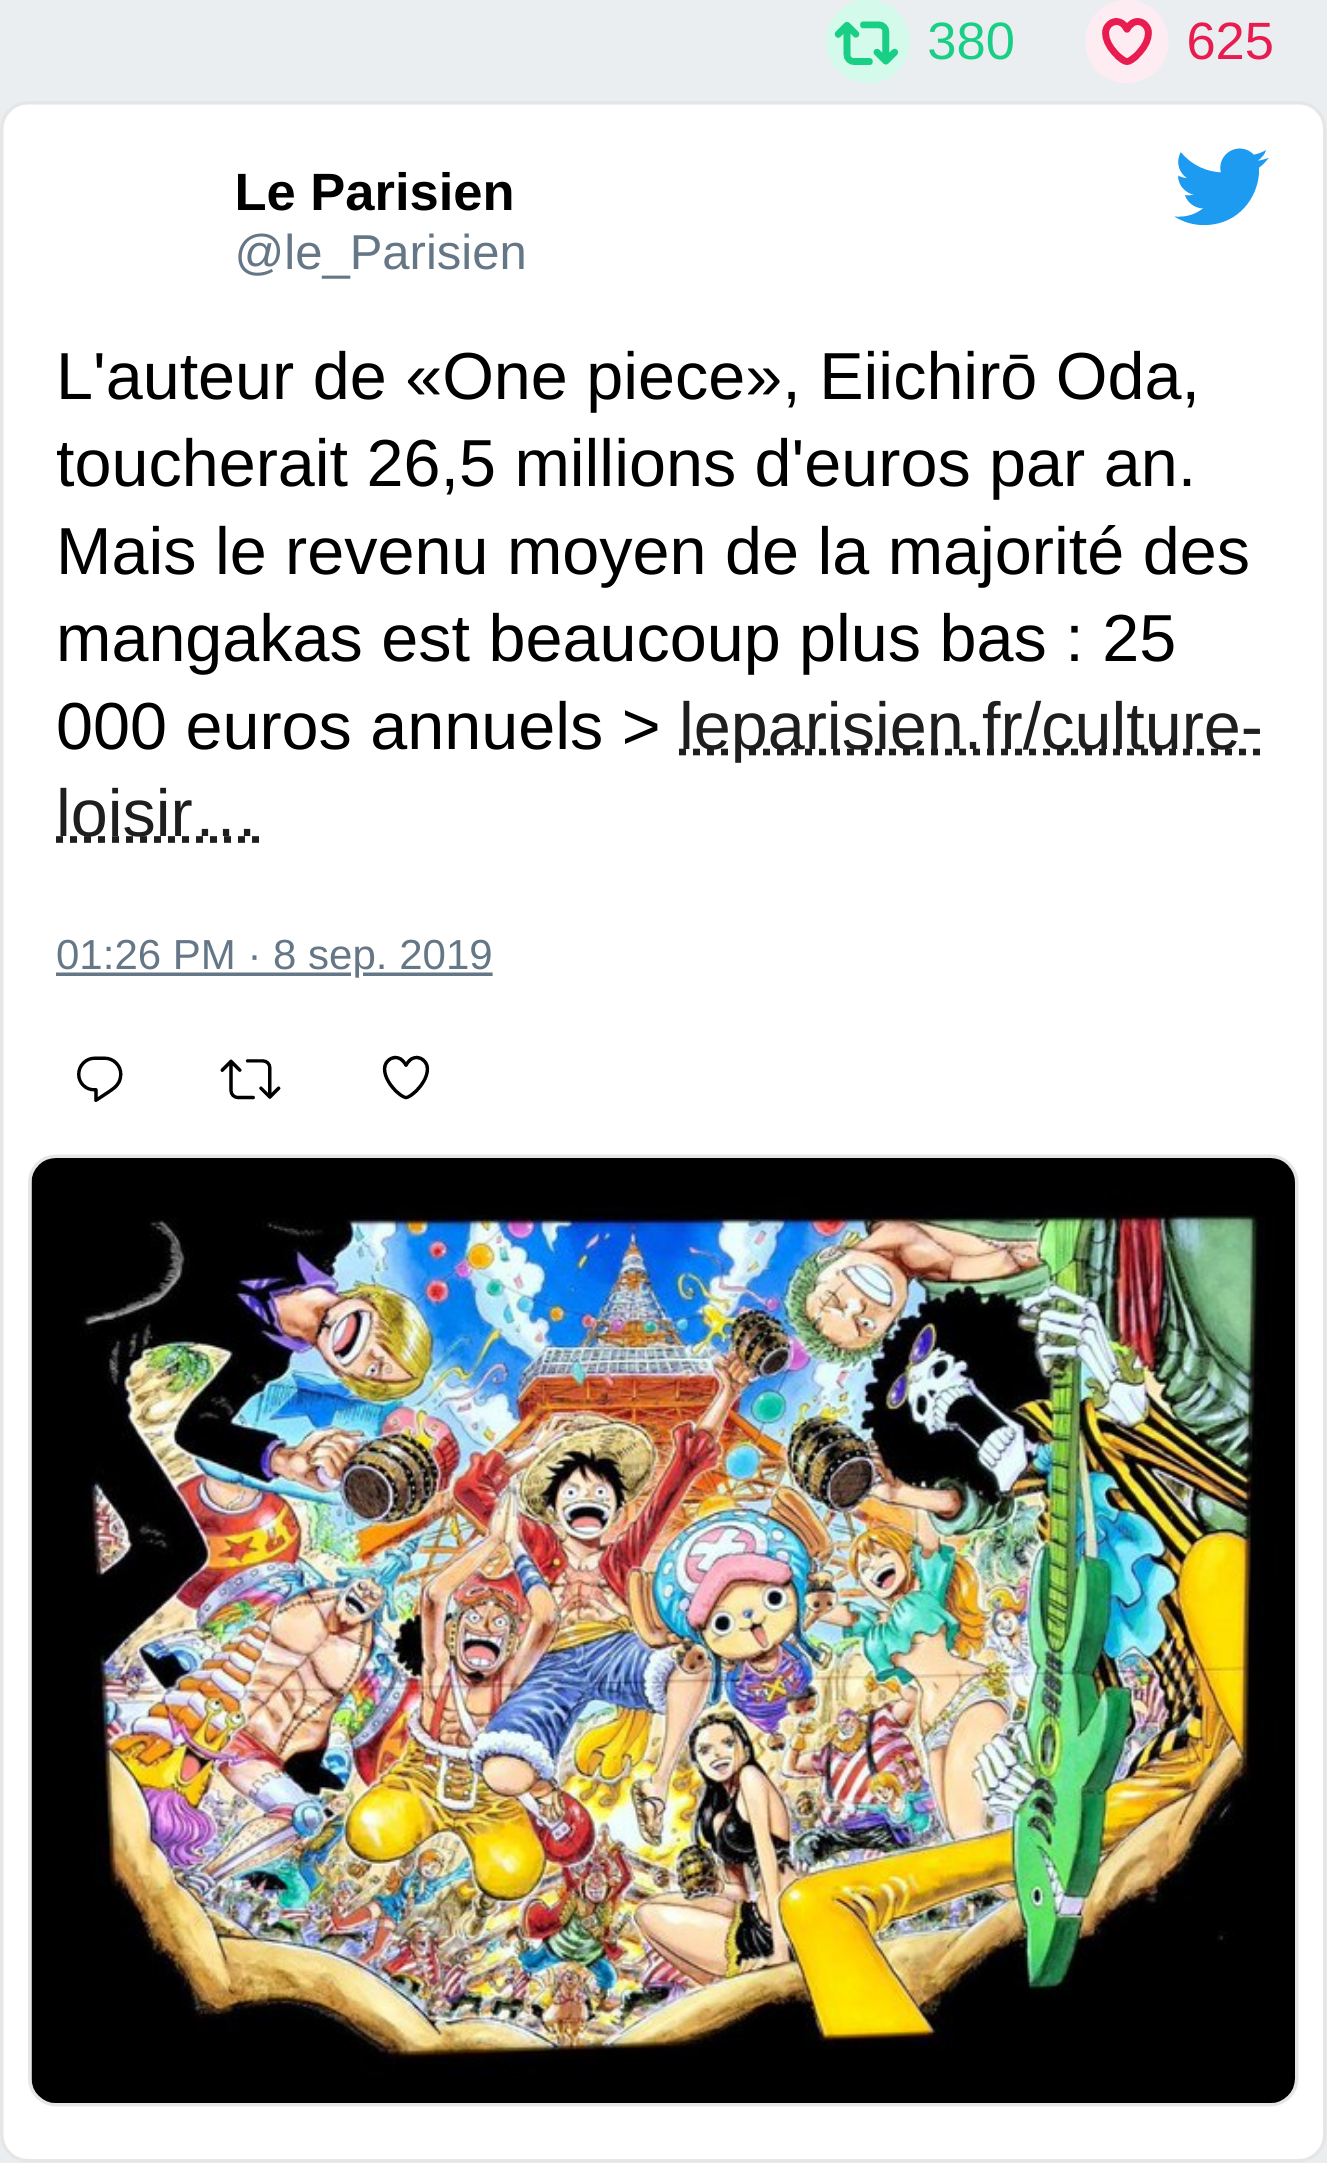 380 625
Le Parisien
@le_Parisien
L'auteur de «One piece», Eiichirō Oda,
toucherait 26,5 millions d'euros par an.
Mais le revenu moyen de la majorité des
mangakas est beaucoup plus bas : 25
000 euros annuels > leparisien.fr/culture-
loisir…
01:26 PM · 8 sep. 2019